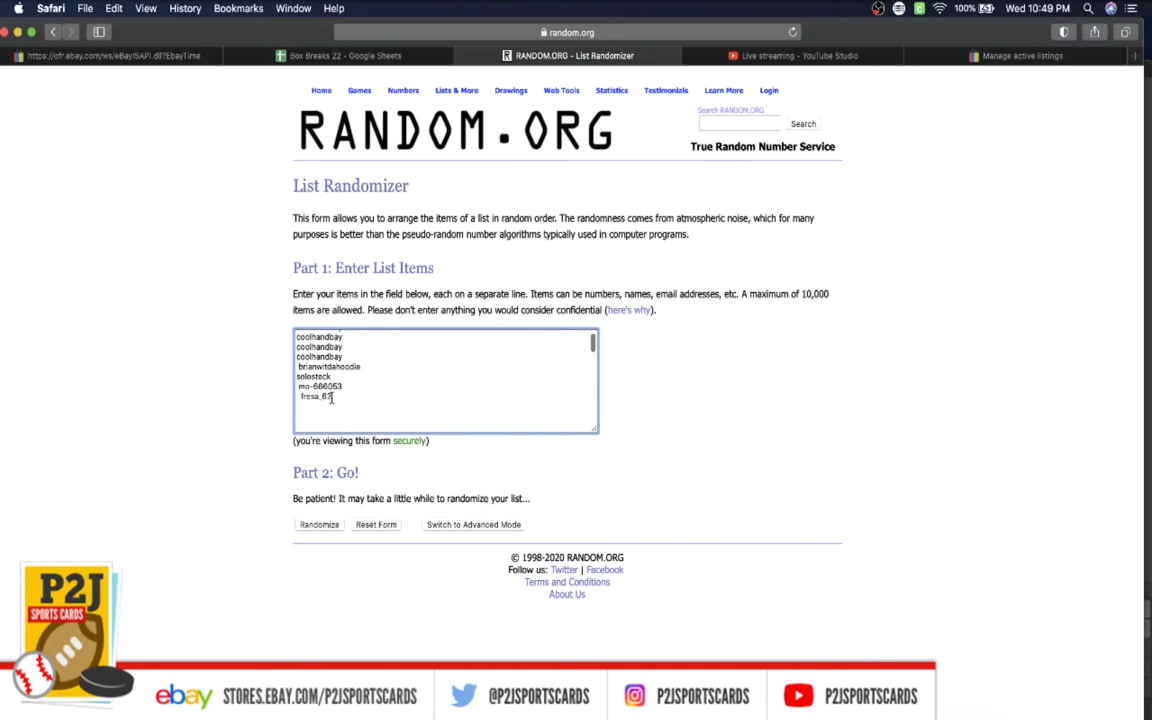 Safari File Edit View History Bookmarks Window Help 100% Wed 10:49 PM
random.org
https://ofr.ebay.com/ws/eBayISAPI.dll?EbayTime Box Breaks 22 - Google Sheets RANDOM.ORG - List Randomizer Live streaming - YouTube Studio Manage active listings
Home Games Numbers Lists & More Drawings Web Tools Statistics Testimonials Learn More Login
RANDOM.ORG
Search RANDOM.ORG
Search
True Random Number Service
List Randomizer
This form allows you to arrange the items of a list in random order. The randomness comes from atmospheric noise, which for many
purposes is better than the pseudo-random number algorithms typically used in computer programs.
Part 1: Enter List Items
Enter your items in the field below, each on a separate line. Items can be numbers, names, email addresses, etc. A maximum of 10,000
items are allowed. Please don't enter anything you would consider confidential (here's why).
coolhandbay
coolhandbay
coolhandbay
brianwitdahoodie
solosteck
mo-666053
(you're viewing this form securely)
Part 2: Go!
Be patient! It may take a little while to randomize your list...
Randomize Reset Form Switch to Advanced Mode
© 1998-2020 RANDOM.ORG
Follow us: Twitter | Facebook
Terms and Conditions
About Us
P2J
SPORTS CARDS
ebay STORES.EBAY.COM/P2JSPORTSCARDS @P2JSPORTSCARDS P2JSPORTSCARDS P2JSPORTSCARDS